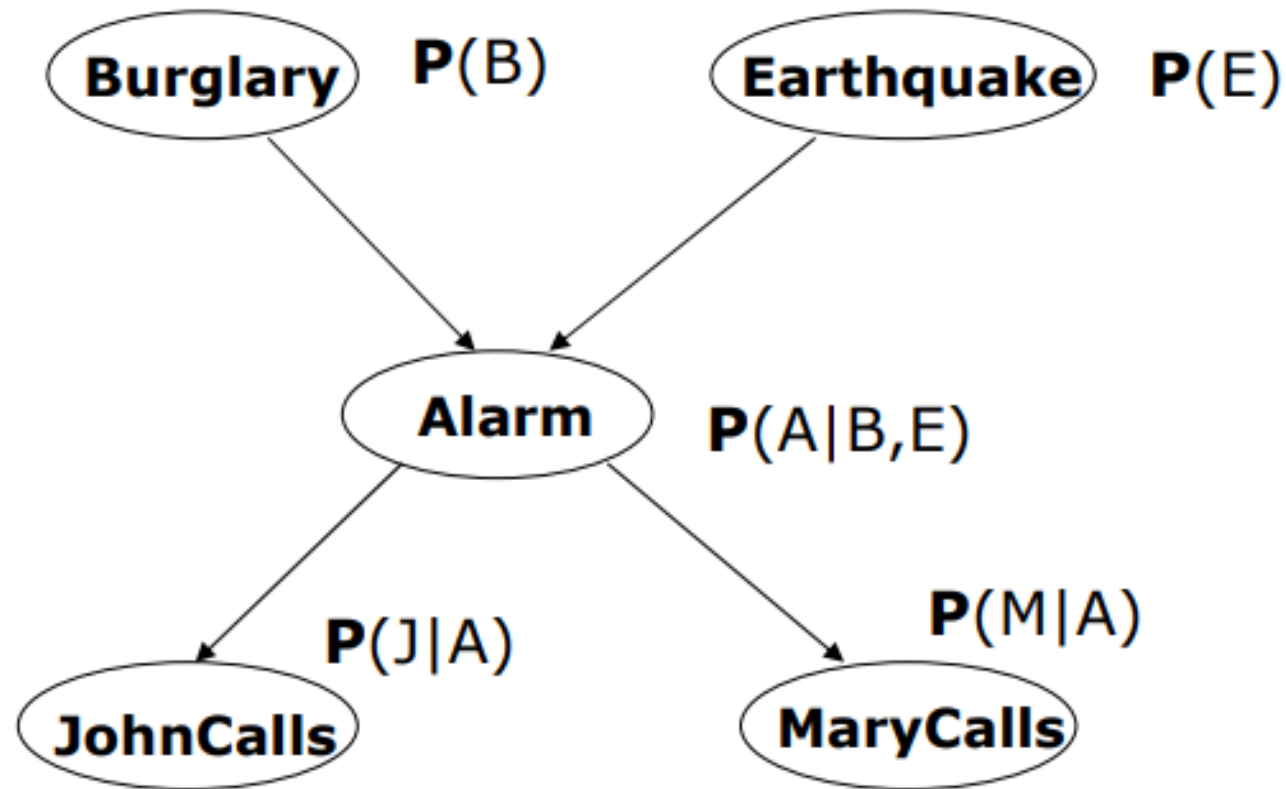 Burglary
P(B)
Earthquake
P(E)
Alarm
P(A|B,E)
P(J|A)
P(M|A)
JohnCalls
MaryCalls